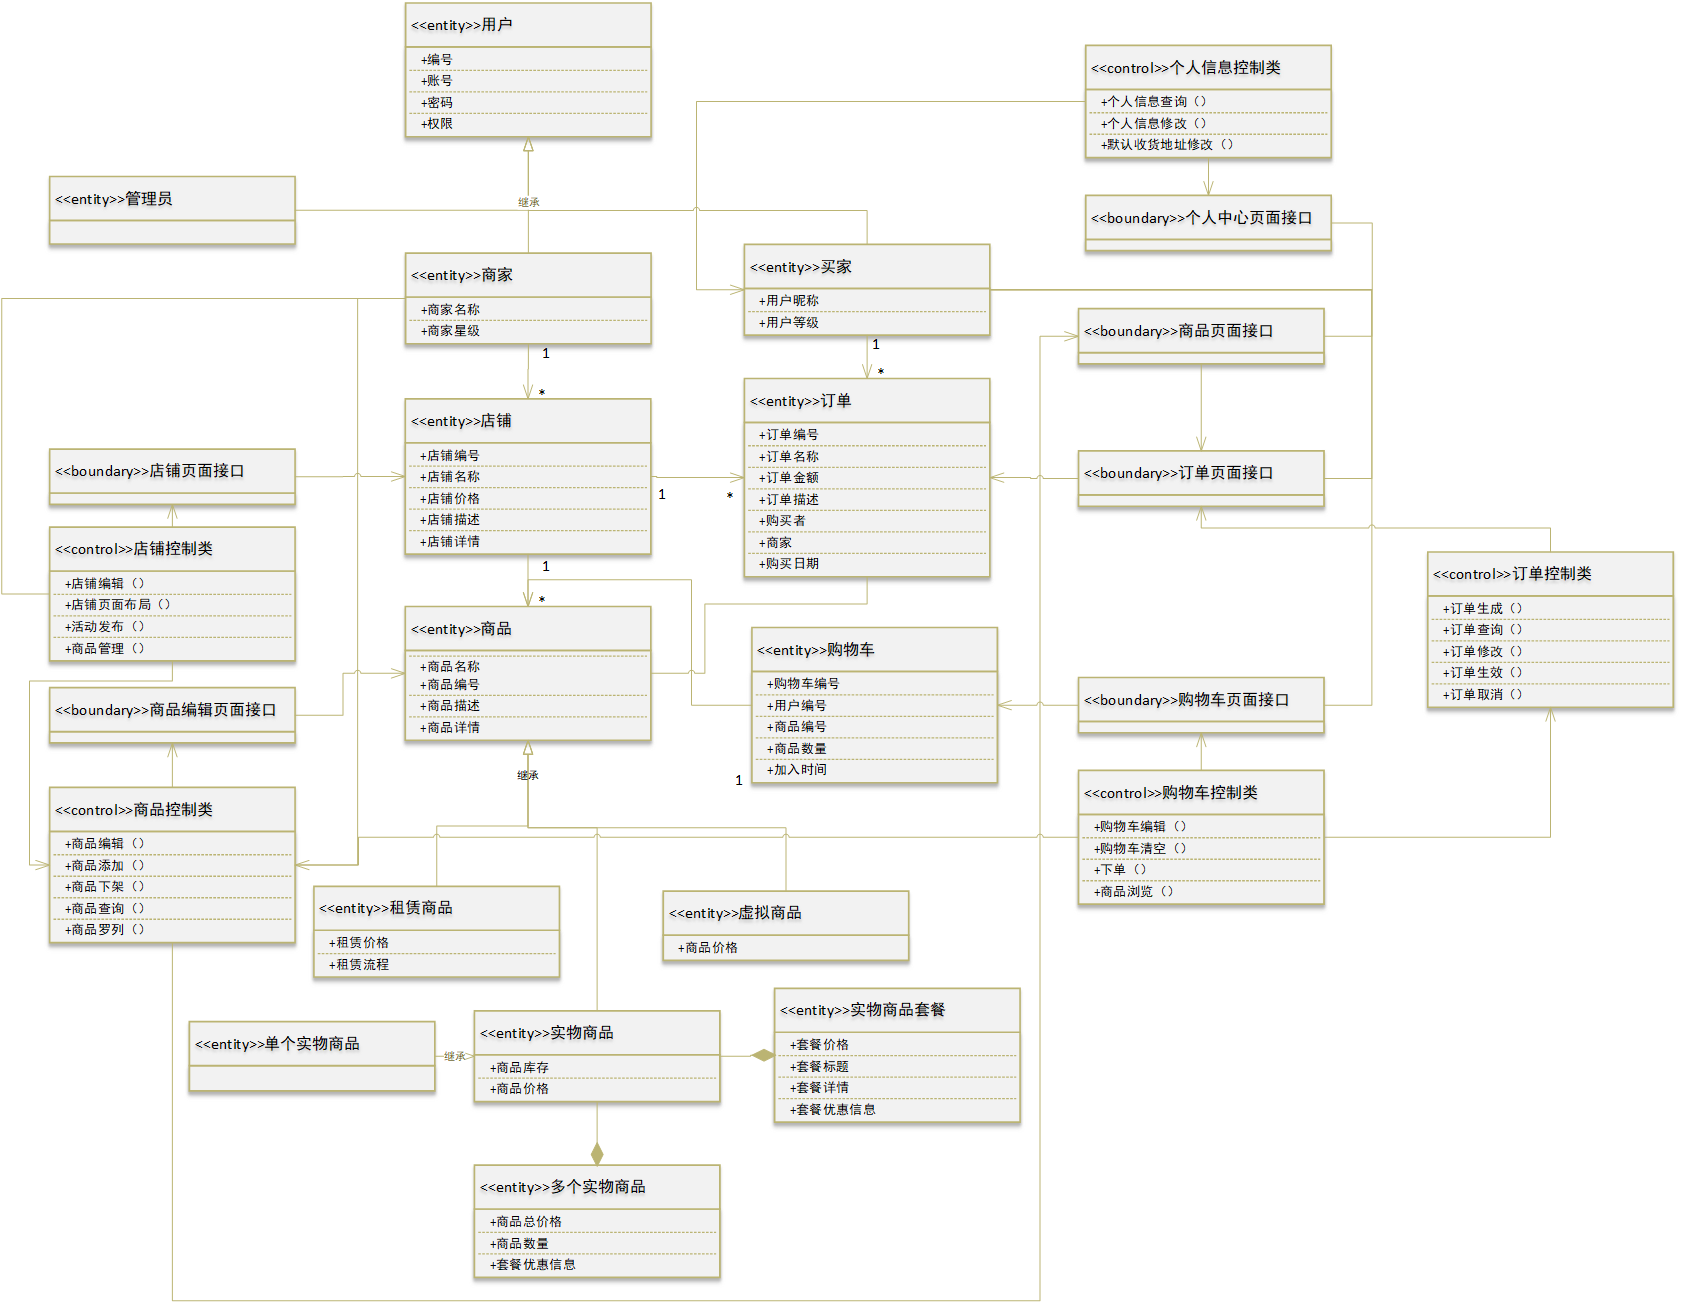 <<entity>>用户
+编号
+账号
+密码
+权限
<<control>>个人信息控制类
+个人信息查询（）
+个人信息修改（）
+默认收货地址修改（）
<<entity>>管理员
继承
<<boundary>>个人中心页面接口
<<entity>>商家
+商家名称
+商家星级
<<entity>>买家
+用户昵称
+用户等级
<<boundary>>商品页面接口
1
*
1
*
<<entity>>店铺
+店铺编号
+店铺名称
+店铺价格
+店铺描述
+店铺详情
<<entity>>订单
+订单编号
+订单名称
+订单金额
+订单描述
+购买者
+商家
+购买日期
<<boundary>>店铺页面接口
<<boundary>>订单页面接口
1
*
<<control>>店铺控制类
+店铺编辑（）
+店铺页面布局（）
+活动发布（）
+商品管理（）
1
*
<<control>>订单控制类
+订单生成（）
+订单查询（）
+订单修改（）
+订单生效（）
+订单取消（）
<<entity>>商品
+商品名称
+商品编号
+商品描述
+商品详情
<<entity>>购物车
+购物车编号
+用户编号
+商品编号
+商品数量
+加入时间
1
<<boundary>>购物车页面接口
<<boundary>>商品编辑页面接口
继承
<<control>>商品控制类
+商品编辑（）
+商品添加（）
+商品下架（）
+商品查询（）
+商品罗列（）
<<control>>购物车控制类
+购物车编辑（）
+购物车清空（）
+下单（）
+商品浏览（）
<<entity>>租赁商品
+租赁价格
+租赁流程
<<entity>>虚拟商品
+商品价格
<<entity>>单个实物商品
继承
<<entity>>实物商品
+商品库存
+商品价格
<<entity>>实物商品套餐
+套餐价格
+套餐标题
+套餐详情
+套餐优惠信息
<<entity>>多个实物商品
+商品总价格
+商品数量
+套餐优惠信息